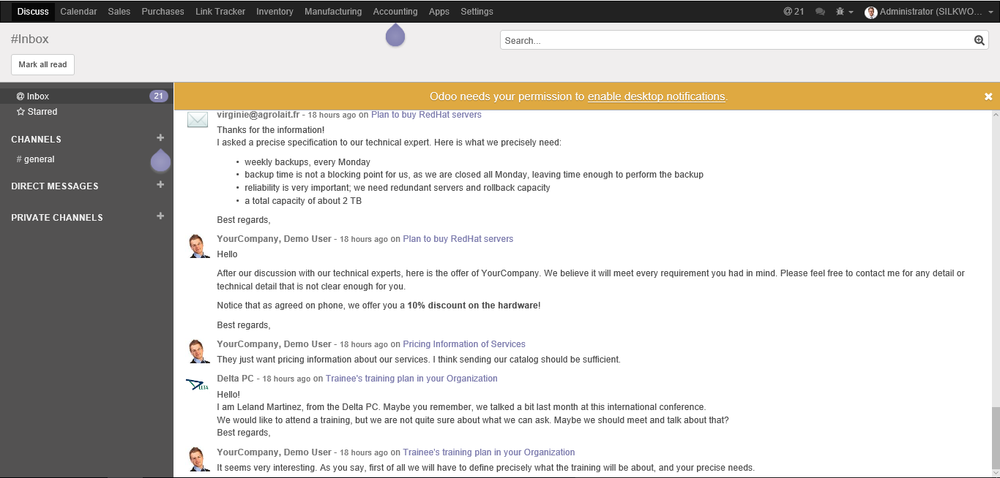 Discuss Calendar Sales Purchases Link Tracker Inventory Manufacturing Accounting Apps Settings @ 21 Administrator (SILKWO...
#Inbox
Search...
Mark all read
@ Inbox 21
Starred
CHANNELS +
# general
DIRECT MESSAGES +
PRIVATE CHANNELS +
Odoo needs your permission to enable desktop notifications. ×
virginie@agrolait.fr - 18 hours ago on Plan to buy RedHat servers
Thanks for the information!
I asked a precise specification to our technical expert. Here is what we precisely need:
• weekly backups, every Monday
• backup time is not a blocking point for us, as we are closed all Monday, leaving time enough to perform the backup
• reliability is very important; we need redundant servers and rollback capacity
• a total capacity of about 2 TB
Best regards,
YourCompany, Demo User - 18 hours ago on Plan to buy RedHat servers
Hello
After our discussion with our technical experts, here is the offer of YourCompany. We believe it will meet every requirement you had in mind. Please feel free to contact me for any detail or
technical detail that is not clear enough for you.
Notice that as agreed on phone, we offer you a 10% discount on the hardware!
Best regards,
YourCompany, Demo User - 18 hours ago on Pricing Information of Services
They just want pricing information about our services. I think sending our catalog should be sufficient.
DELTA
Delta PC - 18 hours ago on Trainee's training plan in your Organization
Hello!
I am Leland Martinez, from the Delta PC. Maybe you remember, we talked a bit last month at this international conference.
We would like to attend a training, but we are not quite sure about what we can ask. Maybe we should meet and talk about that?
Best regards,
YourCompany, Demo User - 18 hours ago on Trainee's training plan in your Organization
It seems very interesting. As you say, first of all we will have to define precisely what the training will be about, and your precise needs.